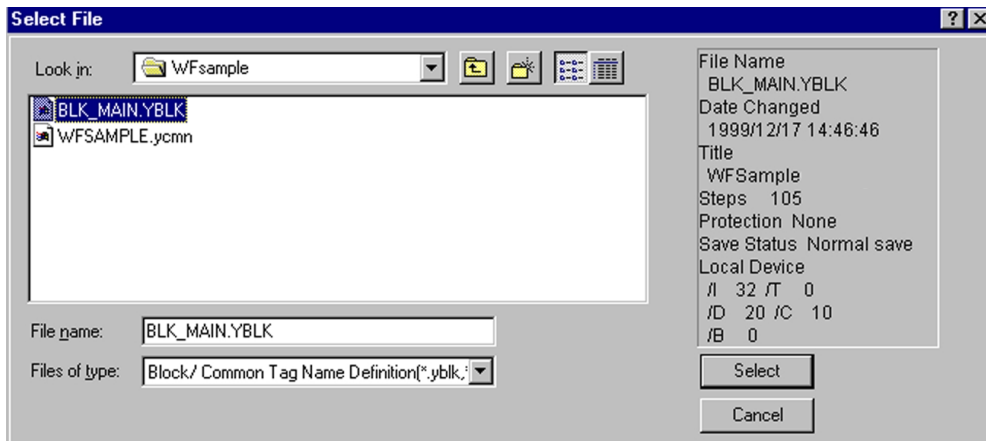 Select File
Look in:
WFsample
BLK_MAIN.YBLK
WFSAMPLE.ycmn
File name:
BLK_MAIN.YBLK
Files of type:
Block/ Common Tag Name Definition(*.yblk,*
File Name
BLK_MAIN.YBLK
Date Changed
1999/12/17 14:46:46
Title
WFSample
Steps 105
Protection None
Save Status Normal save
Local Device
/I 32 /T 0
/D 20 /C 10
/B 0
Select
Cancel